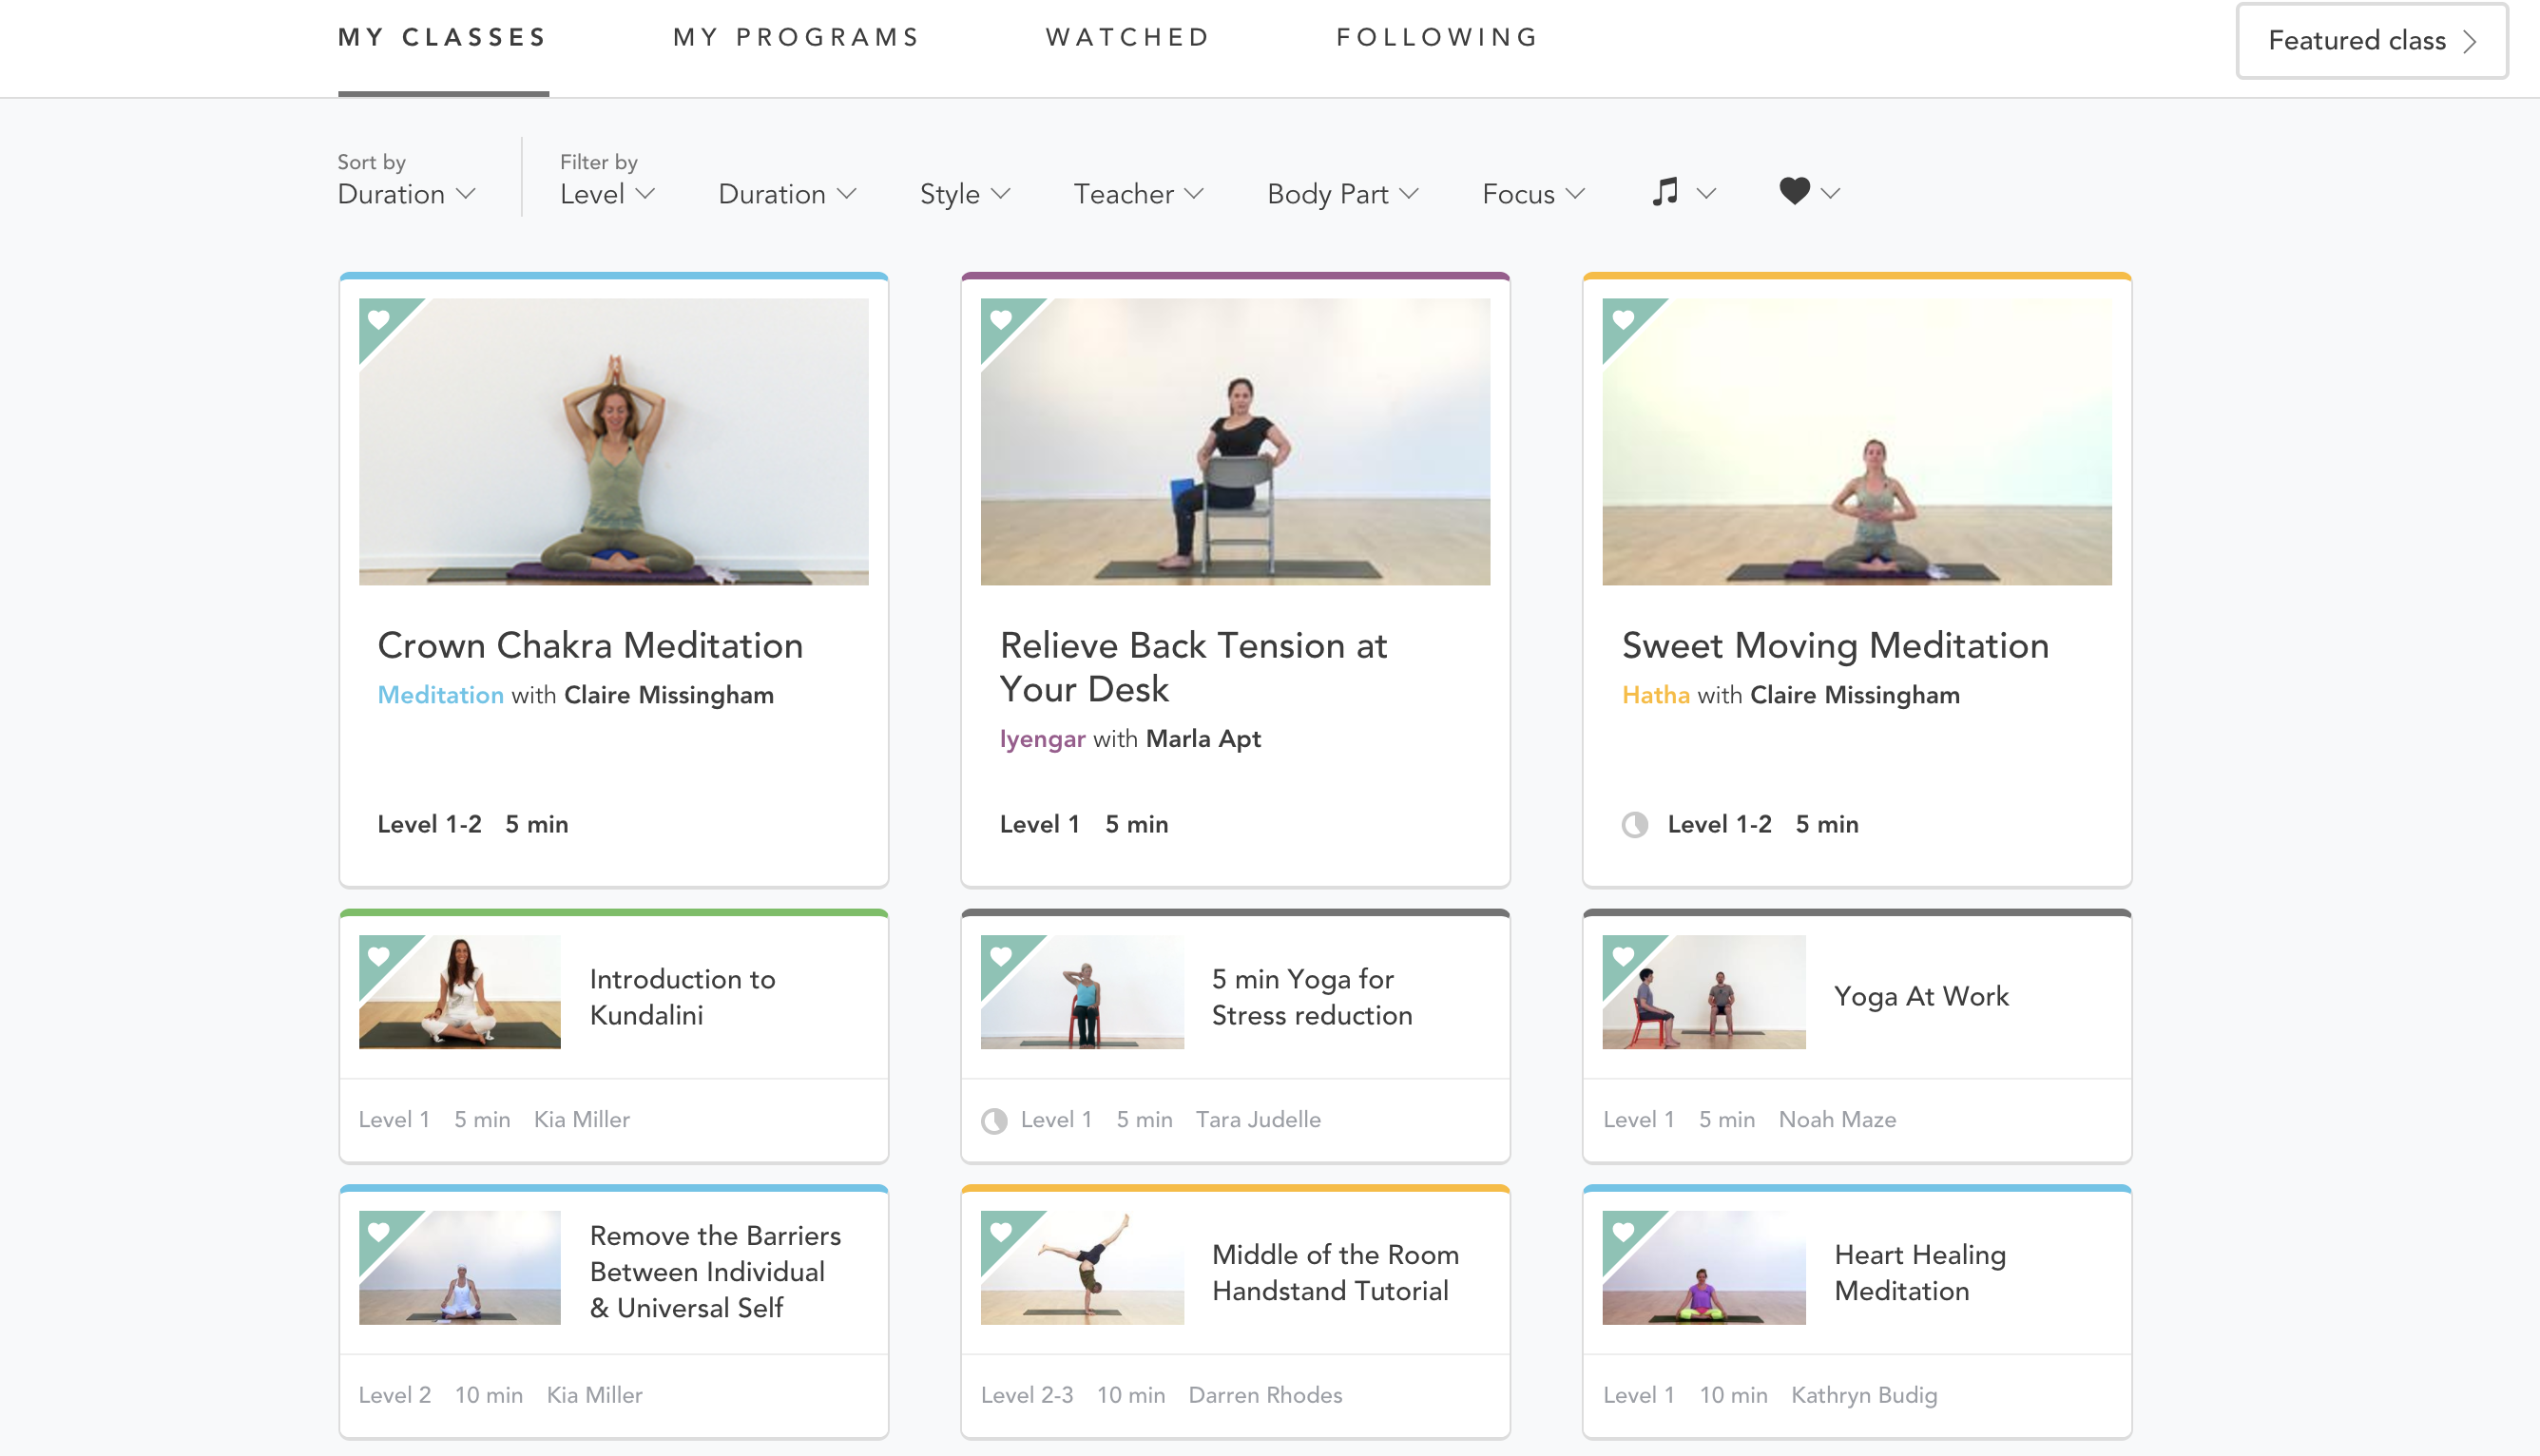 MY CLASSES
MY PROGRAMS
WATCHED
FOLLOWING
Featured class
Sort by
Duration
Filter by
Level
Duration
Style
Teacher
Body Part
Focus
Crown Chakra Meditation
Meditation with Claire Missingham
Level 1-2 5 min
Relieve Back Tension at
Your Desk
Iyengar with Marla Apt
Level 1 5 min
Sweet Moving Meditation
Hatha with Claire Missingham
Level 1-2 5 min
Introduction to
Kundalini
Level 1 5 min Kia Miller
5 min Yoga for
Stress reduction
Level 1 5 min Tara Judelle
Yoga At Work
Level 1 5 min Noah Maze
Remove the Barriers
Between Individual
& Universal Self
Level 2 10 min Kia Miller
Middle of the Room
Handstand Tutorial
Level 2-3 10 min Darren Rhodes
Heart Healing
Meditation
Level 1 10 min Kathryn Budig